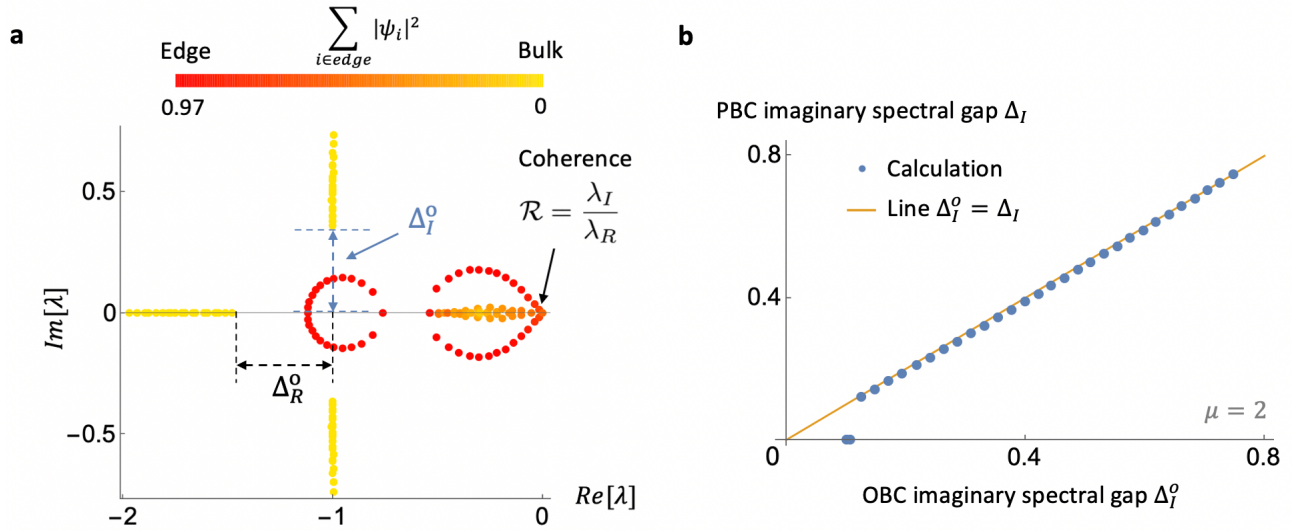 a
∑ |ψᵢ|²
i∈edge
Edge
Bulk
0.97
0
Coherence
ℛ = λ_I / λ_R
Δ_I^o
Δ_R^o
Im[λ]
0.5
0
−0.5
−2
−1
0
Re[λ]
b
PBC imaginary spectral gap Δ_I
0.8
Calculation
Line Δ_I^o = Δ_I
0.4
μ = 2
0
0.4
0.8
OBC imaginary spectral gap Δ_I^o